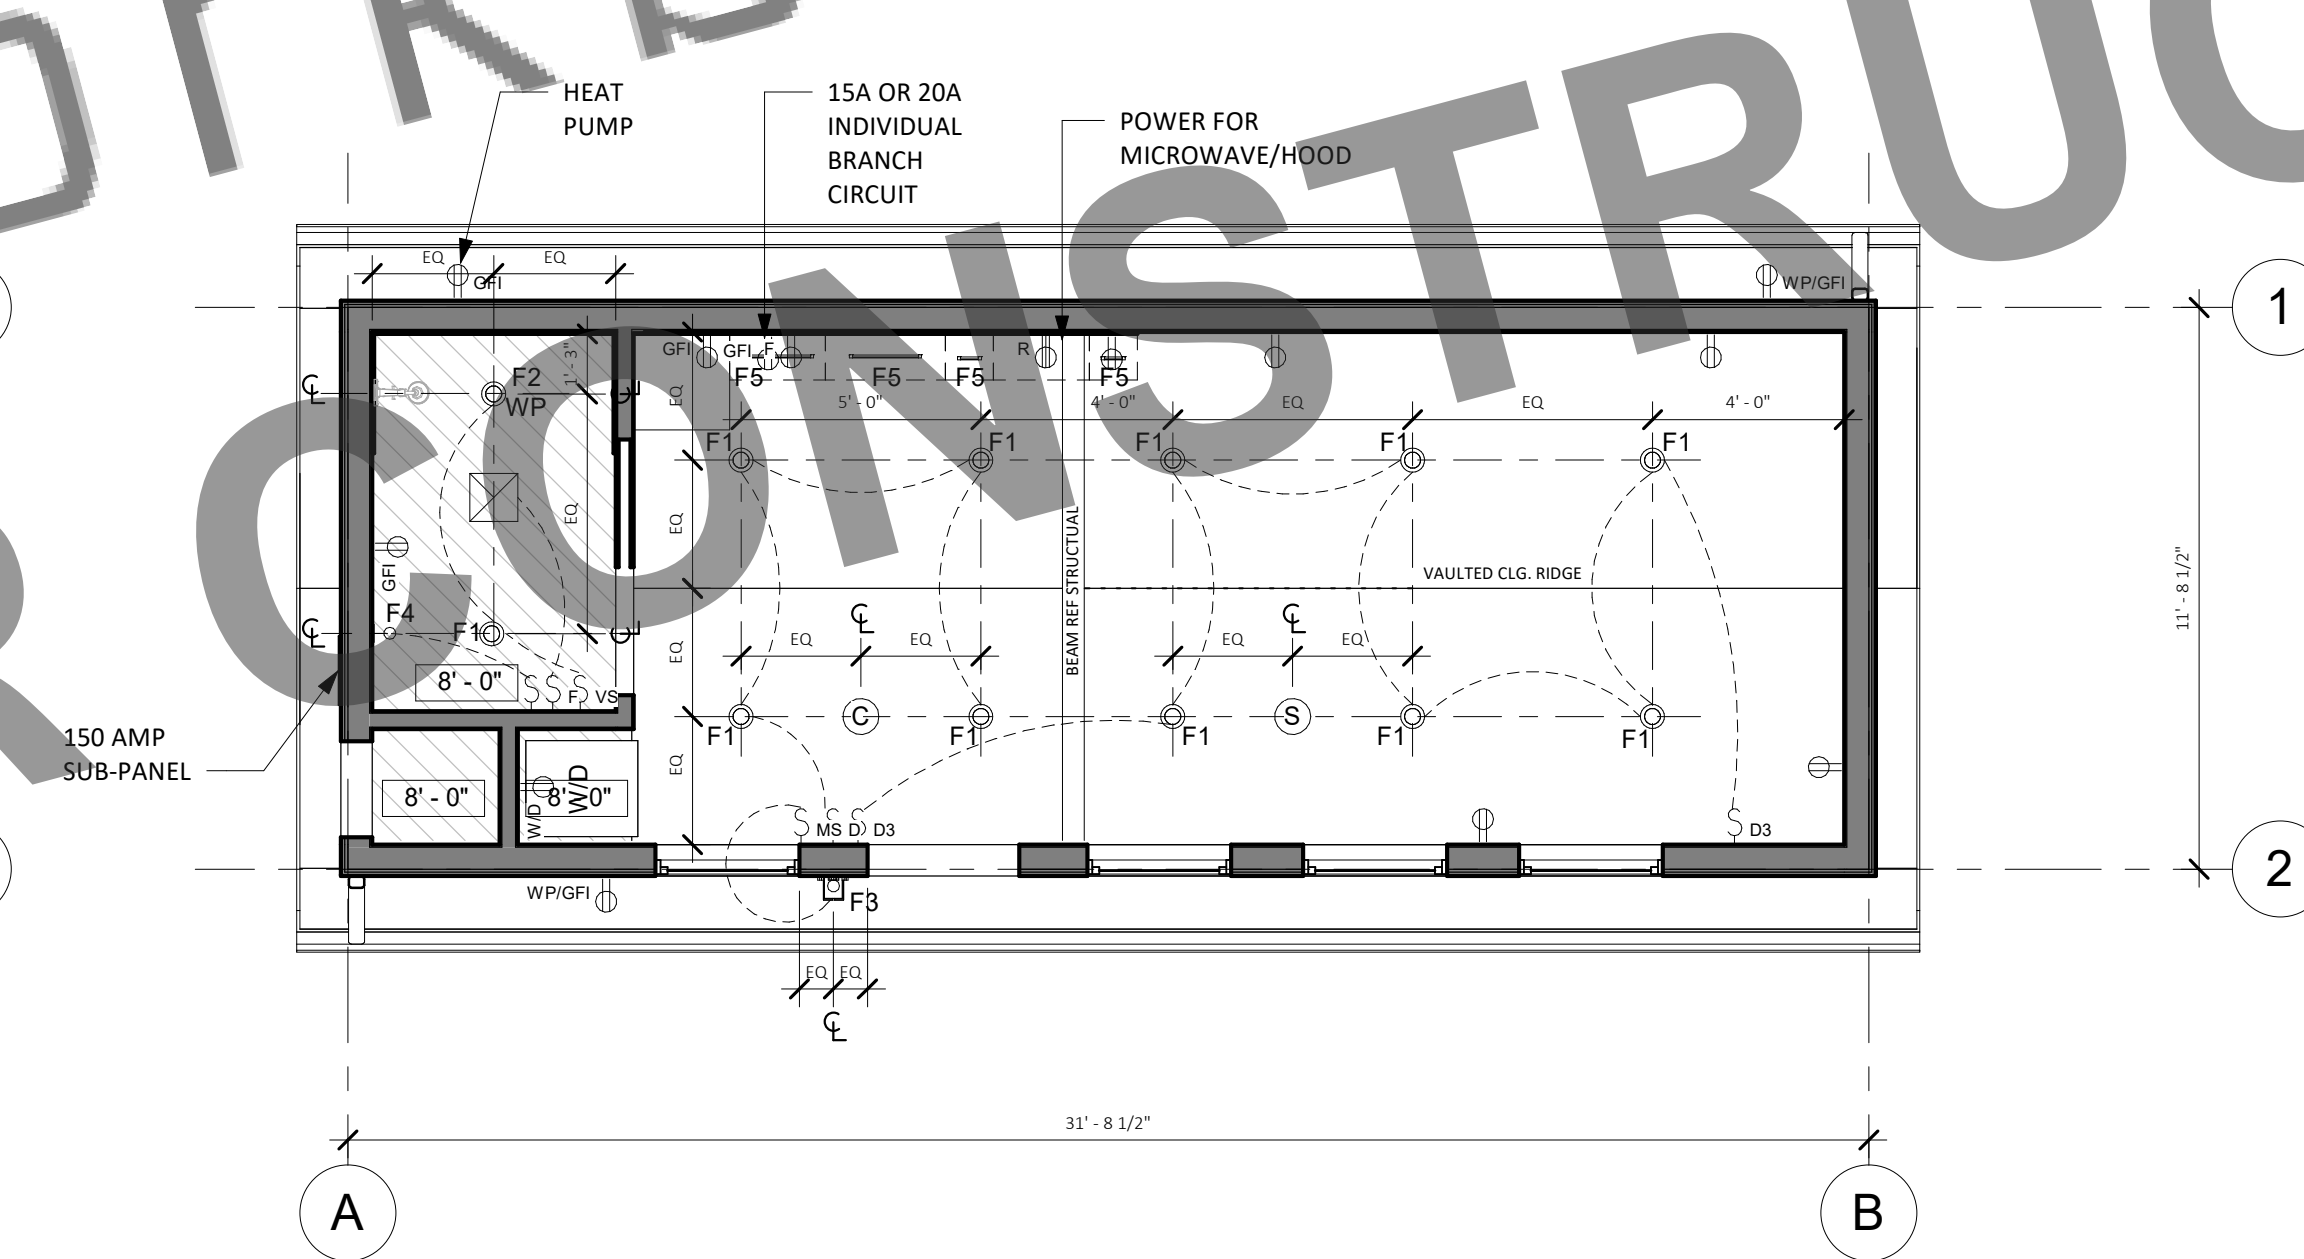 CONSTRUC
HEAT
PUMP
15A OR 20A
INDIVIDUAL
BRANCH
CIRCUIT
POWER FOR
MICROWAVE/HOOD
EQ
EQ
GFI
WP/GFI
1
1' - 3"
GFI
GFI
F
R
F5
F5
F5
F5
F2
WP
EQ
5' - 0"
4' - 0"
EQ
EQ
4' - 0"
F1
F1
F1
F1
F1
EQ
EQ
BEAM REF STRUCTUAL
VAULTED CLG. RIDGE
11' - 8 1/2"
GFI
F4
F1
EQ
EQ
EQ
EQ
EQ
8' - 0"
F
VS
C
S
F1
F1
F1
F1
F1
150 AMP
SUB-PANEL
EQ
8' - 0"
8' - 0"
W/D
W/D
MS
D
D3
D3
2
WP/GFI
F3
EQ
EQ
31' - 8 1/2"
A
B